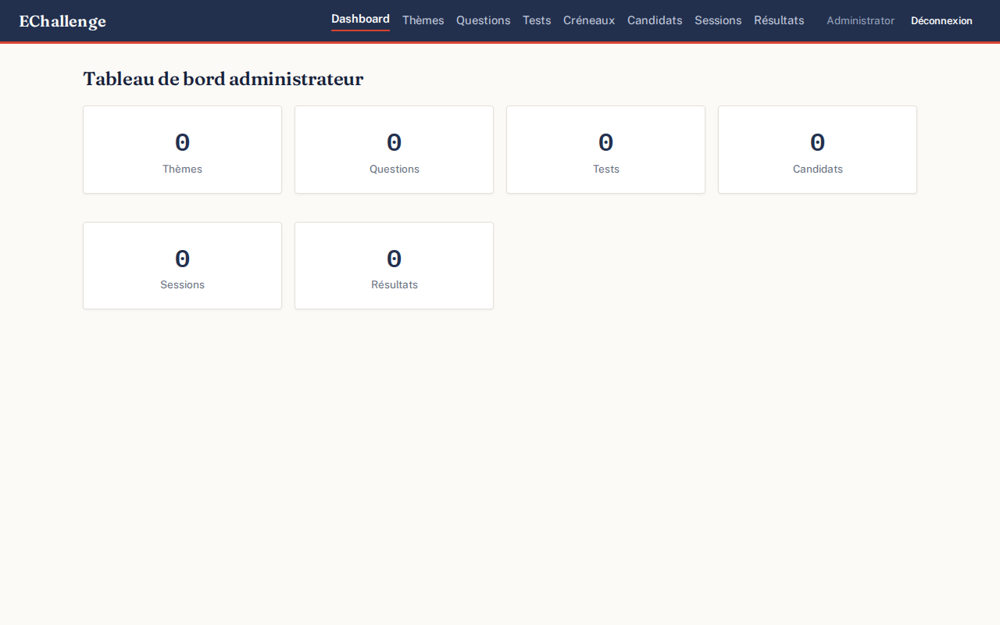 EChallenge Dashboard Thèmes Questions Tests Créneaux Candidats Sessions Résultats Administrator Déconnexion
Tableau de bord administrateur
0 0 0 0
Thèmes Questions Tests Candidats
0 0
Sessions Résultats